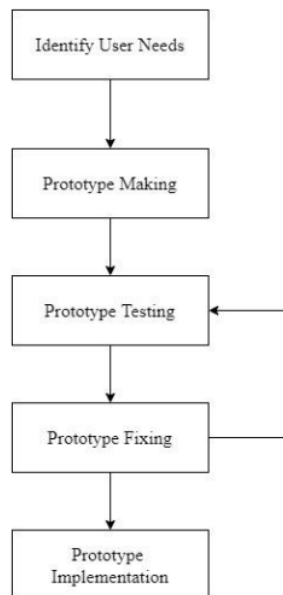 Identify User Needs
Prototype Making
Prototype Testing
Prototype Fixing
Prototype
Implementation